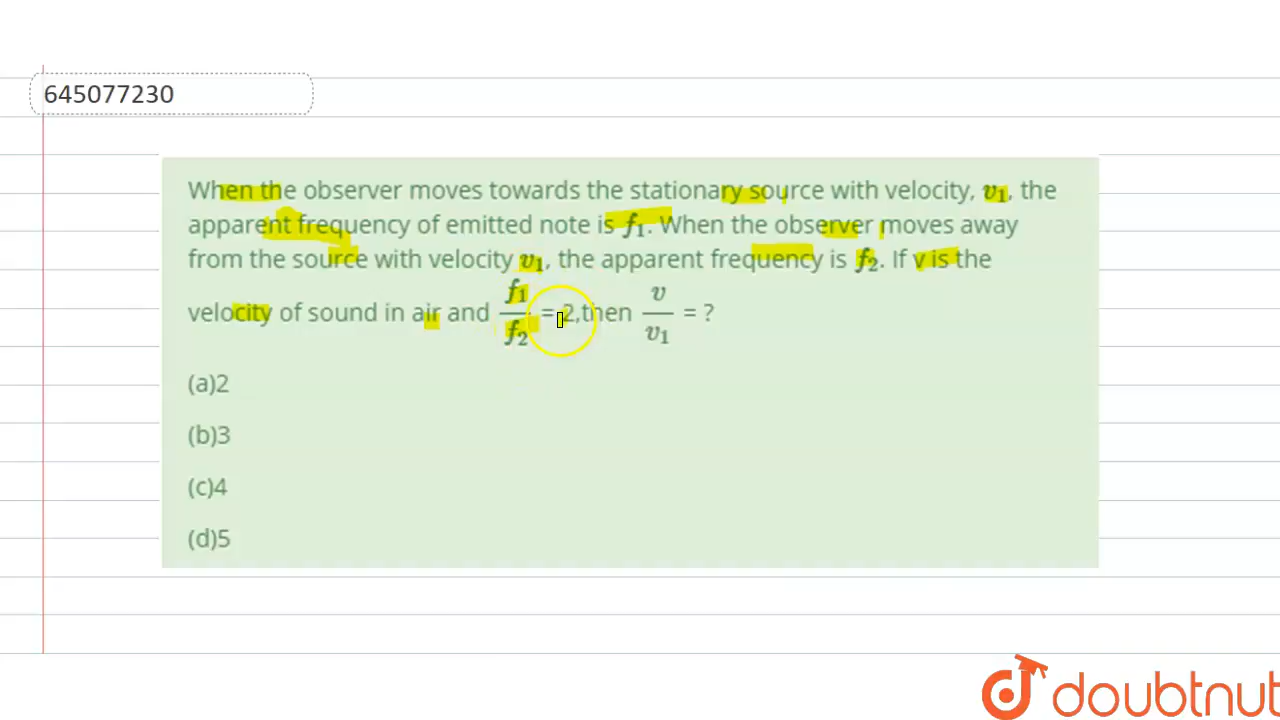 645077230
When the observer moves towards the stationary source with velocity, v₁, the
apparent frequency of emitted note is f₁. When the observer moves away
from the source with velocity v₁, the apparent frequency is f₂. If v is the
velocity of sound in air and f₁/f₂ = 2,then v/v₁ = ?
(a)2
(b)3
(c)4
(d)5
doubtnut